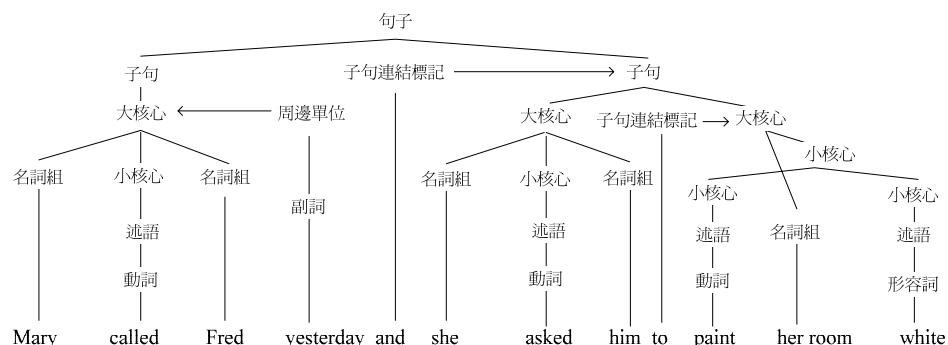 句子
子句 子句連結標記 子句
大核心 周邊單位 大核心 子句連結標記 大核心
小核心
名詞組 小核心 名詞組 名詞組 小核心 名詞組
小核心 小核心
副詞
述語 述語 述語 名詞組 述語
動詞 動詞 動詞 形容詞
Mary called Fred yesterday and she asked him to paint her room white